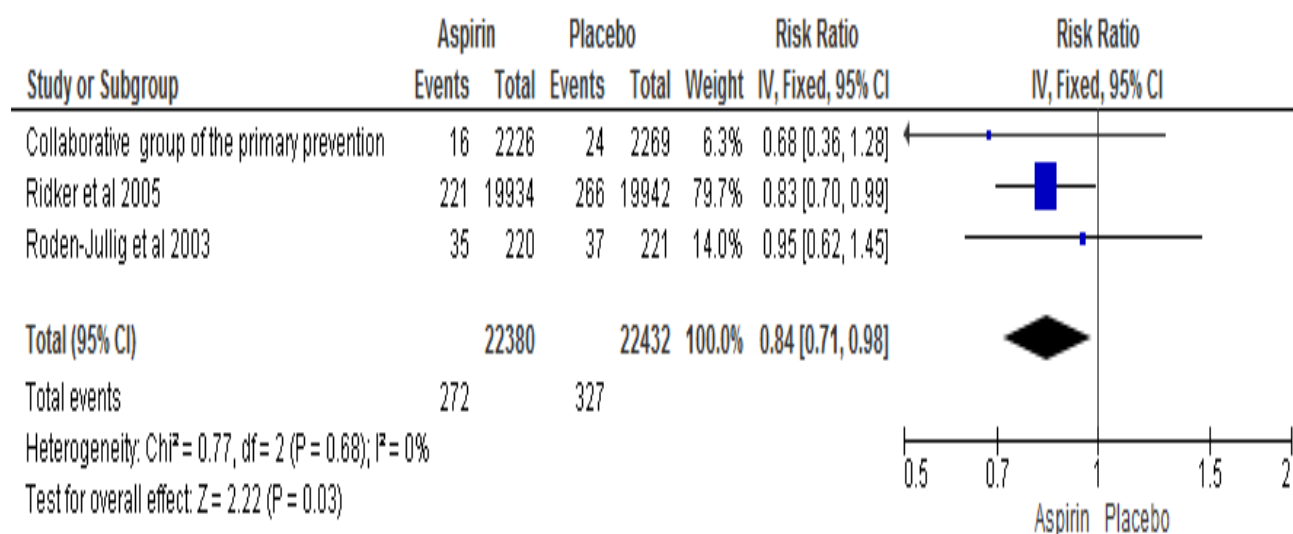 Aspirin Placebo Risk Ratio Risk Ratio
Study or Subgroup Events Total Events Total Weight IV, Fixed, 95% CI IV, Fixed, 95% CI
Collaborative group of the primary prevention 16 2226 24 2269 6.3% 0.68 [0.36, 1.28]
Ridker et al 2005 221 19934 266 19942 79.7% 0.83 [0.70, 0.99]
Roden-Jullig et al 2003 35 220 37 221 14.0% 0.95 [0.62, 1.45]
Total (95% CI) 22380 22432 100.0% 0.84 [0.71, 0.98]
Total events 272 327
Heterogeneity: Chi² = 0.77, df = 2 (P = 0.68); I² = 0%
Test for overall effect: Z = 2.22 (P = 0.03)
0.5 0.7 1 1.5 2
Aspirin Placebo